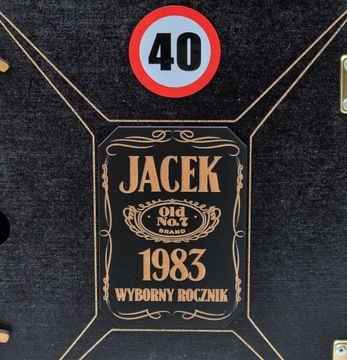 40
JACEK
Old
No.7
BRAND
1983
WYBORNY ROCZNIK